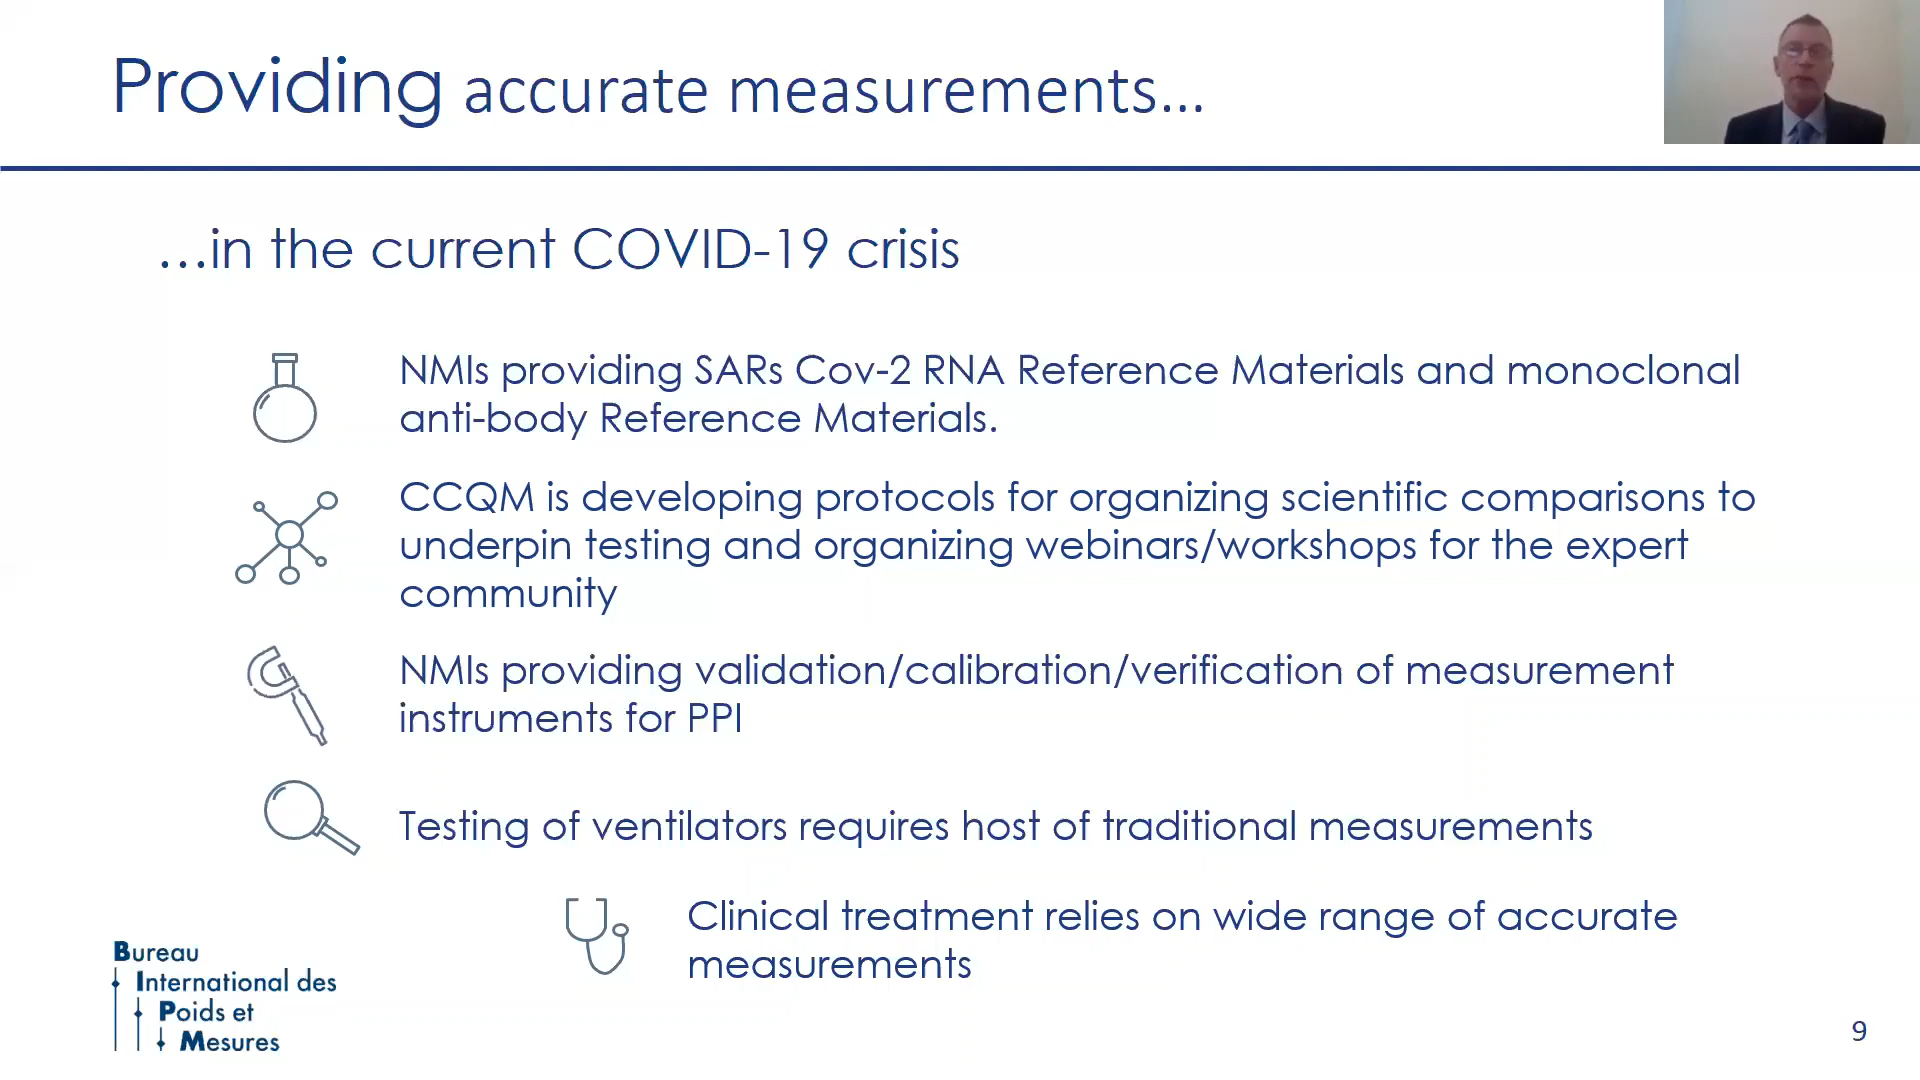 Providing accurate measurements...
...in the current COVID-19 crisis
NMIs providing SARs Cov-2 RNA Reference Materials and monoclonal
anti-body Reference Materials.
CCQM is developing protocols for organizing scientific comparisons to
underpin testing and organizing webinars/workshops for the expert
community
NMIs providing validation/calibration/verification of measurement
instruments for PPI
Testing of ventilators requires host of traditional measurements
Clinical treatment relies on wide range of accurate
measurements
Bureau
International des
Poids et
Mesures
9